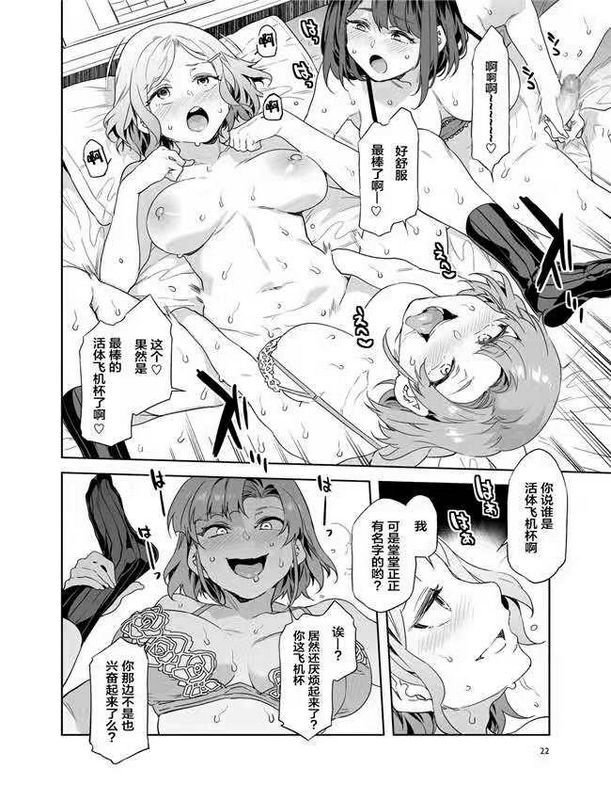 啊啊啊~~~~~♡
啊
啊
啊
啊
好舒服
最棒了啊—♡
这个♡
果然是
最棒的
活体飞机杯了啊♡
你说谁是
活体飞机杯啊
我
可是堂堂正正
有名字的哟？
诶—？
居然还厌烦起来了？
你这飞机杯
你那边不是也
兴奋起来了么？
22